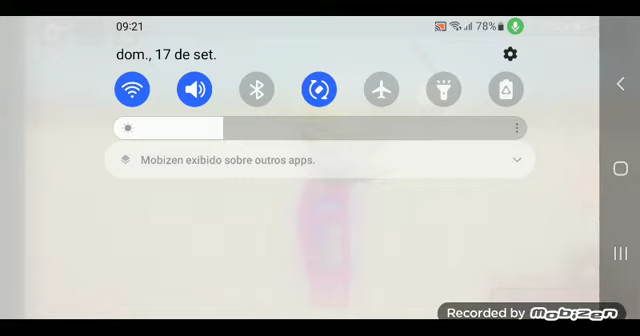 09:21
78%
dom., 17 de set.
Mobizen exibido sobre outros apps.
Recorded by Mobizen